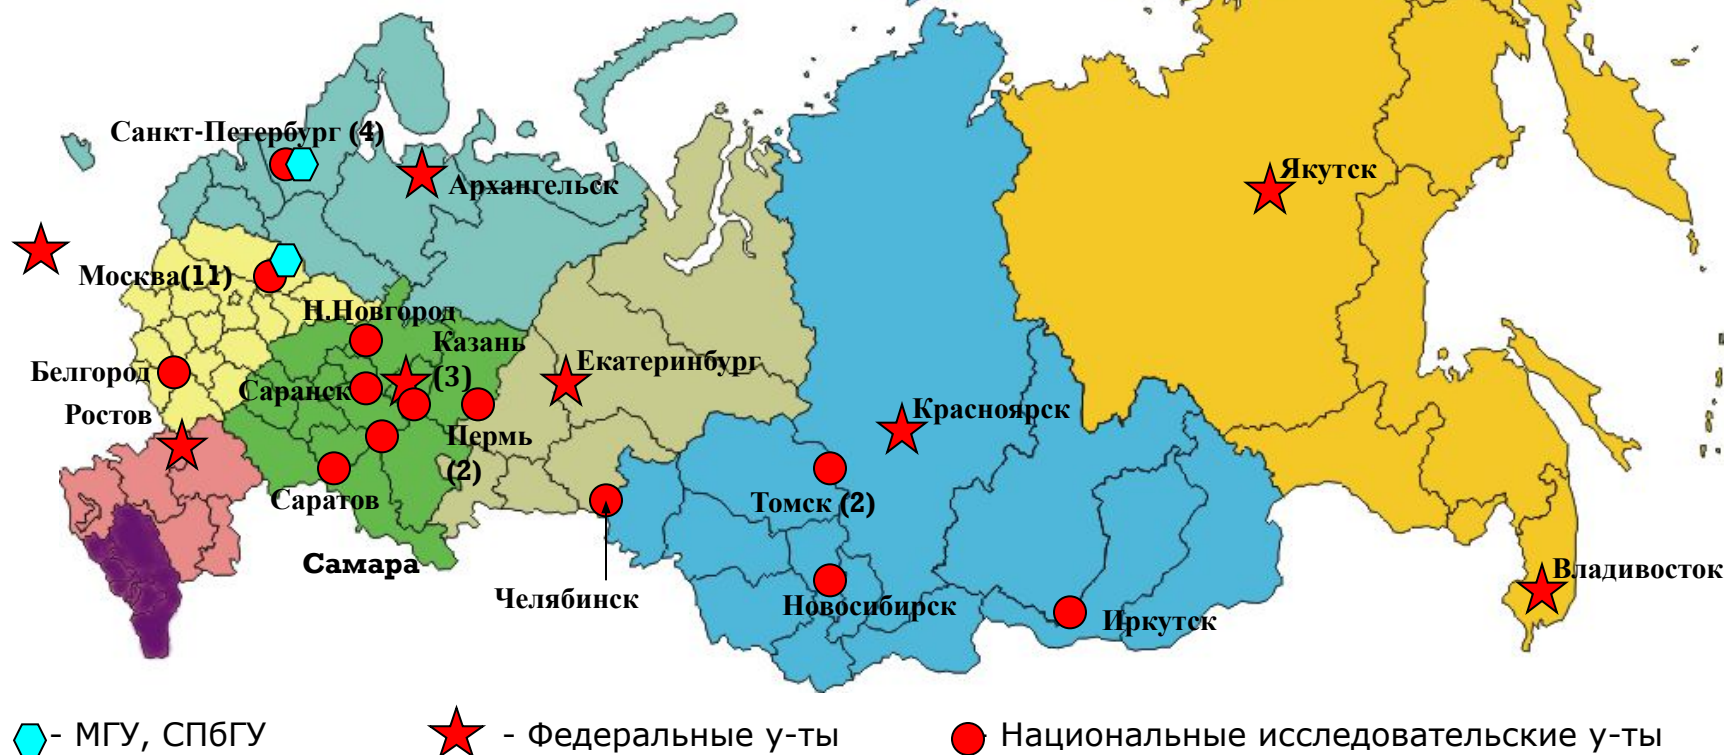 Санкт-Петербург (4)
Архангельск
Якутск
Москва(11)
Н.Новгород
Казань
(3)
Екатеринбург
Белгород
Саранск
Ростов
Красноярск
Пермь
(2)
Саратов
Томск (2)
Самара
Челябинск
Новосибирск
Иркутск
Владивосток
- МГУ, СПбГУ
- Федеральные у-ты
- Национальные исследовательские у-ты